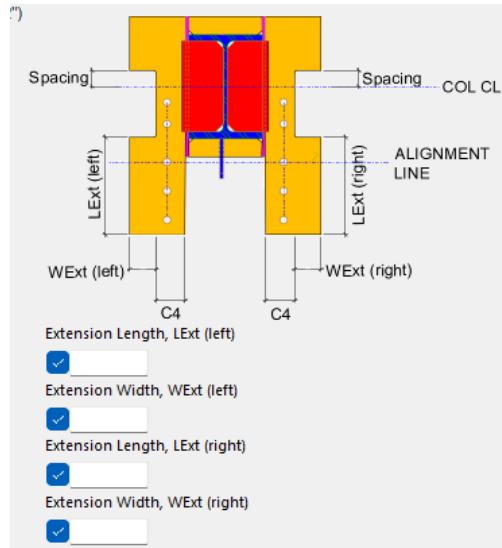 2")
Spacing
Spacing
COL CL
LExt (left)
LExt (right)
ALIGNMENT
LINE
WExt (left)
WExt (right)
C4
C4
Extension Length, LExt (left)
Extension Width, WExt (left)
Extension Length, LExt (right)
Extension Width, WExt (right)